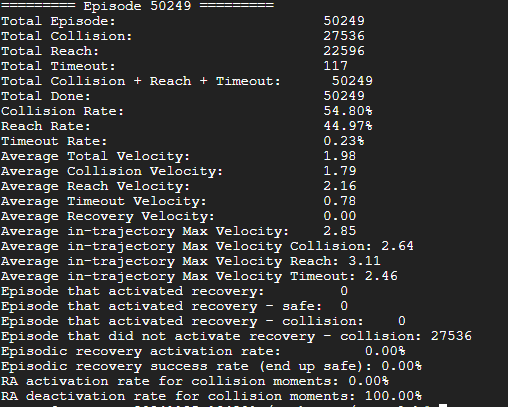 ========= Episode 50249 =========
Total Episode: 50249
Total Collision: 27536
Total Reach: 22596
Total Timeout: 117
Total Collision + Reach + Timeout: 50249
Total Done: 50249
Collision Rate: 54.80%
Reach Rate: 44.97%
Timeout Rate: 0.23%
Average Total Velocity: 1.98
Average Collision Velocity: 1.79
Average Reach Velocity: 2.16
Average Timeout Velocity: 0.78
Average Recovery Velocity: 0.00
Average in-trajectory Max Velocity: 2.85
Average in-trajectory Max Velocity Collision: 2.64
Average in-trajectory Max Velocity Reach: 3.11
Average in-trajectory Max Velocity Timeout: 2.46
Episode that activated recovery: 0
Episode that activated recovery - safe: 0
Episode that activated recovery - collision: 0
Episode that did not activate recovery - collision: 27536
Episodic recovery activation rate: 0.00%
Episodic recovery success rate (end up safe): 0.00%
RA activation rate for collision moments: 0.00%
RA deactivation rate for collision moments: 100.00%